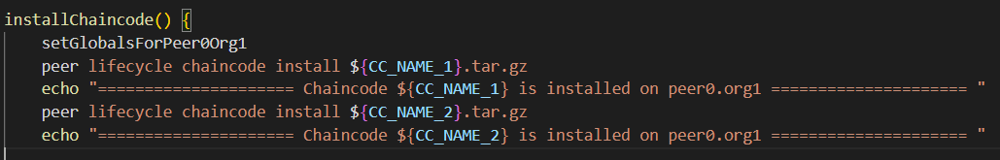 installChaincode() {
    setGlobalsForPeer0Org1
    peer lifecycle chaincode install ${CC_NAME_1}.tar.gz
    echo "===================== Chaincode ${CC_NAME_1} is installed on peer0.org1 ===================== "
    peer lifecycle chaincode install ${CC_NAME_2}.tar.gz
    echo "===================== Chaincode ${CC_NAME_2} is installed on peer0.org1 ===================== "